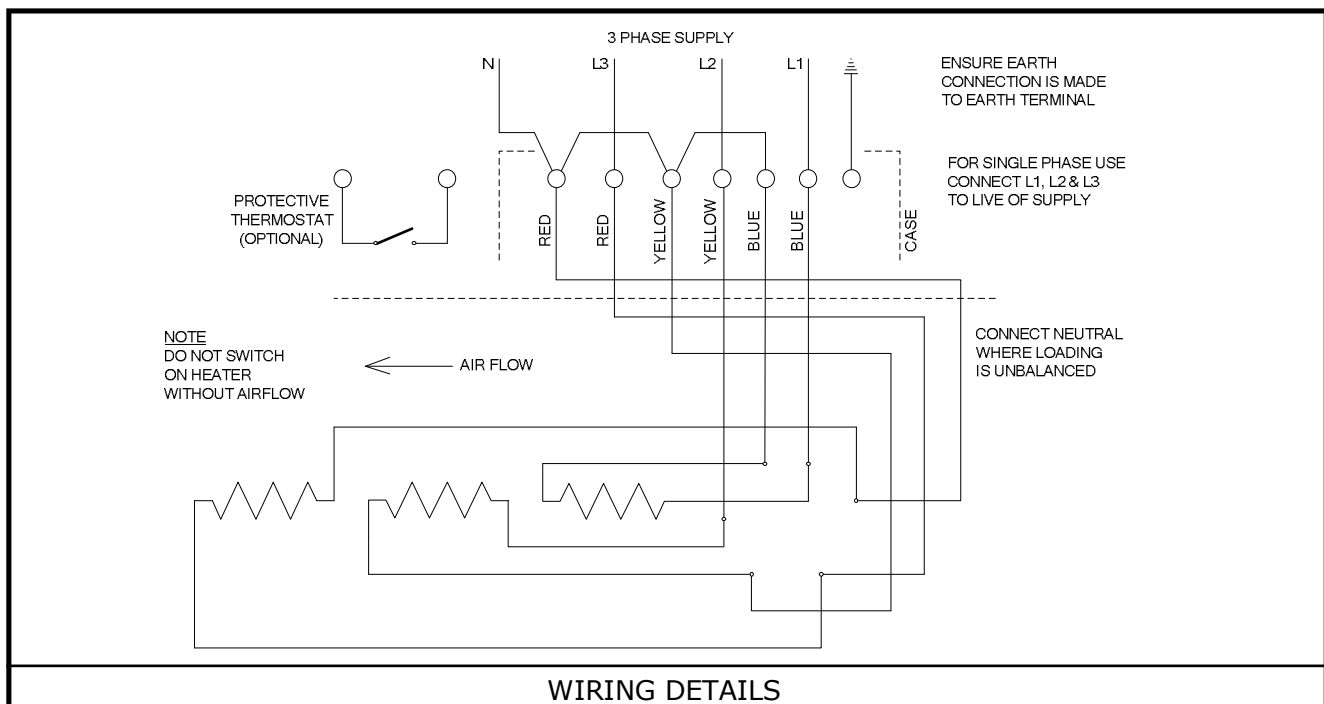 3 PHASE SUPPLY
N
L3
L2
L1
ENSURE EARTH
CONNECTION IS MADE
TO EARTH TERMINAL
FOR SINGLE PHASE USE
CONNECT L1, L2 & L3
TO LIVE OF SUPPLY
PROTECTIVE
THERMOSTAT
(OPTIONAL)
RED
RED
YELLOW
YELLOW
BLUE
BLUE
CASE
NOTE
DO NOT SWITCH
ON HEATER
WITHOUT AIRFLOW
AIR FLOW
CONNECT NEUTRAL
WHERE LOADING
IS UNBALANCED
WIRING DETAILS